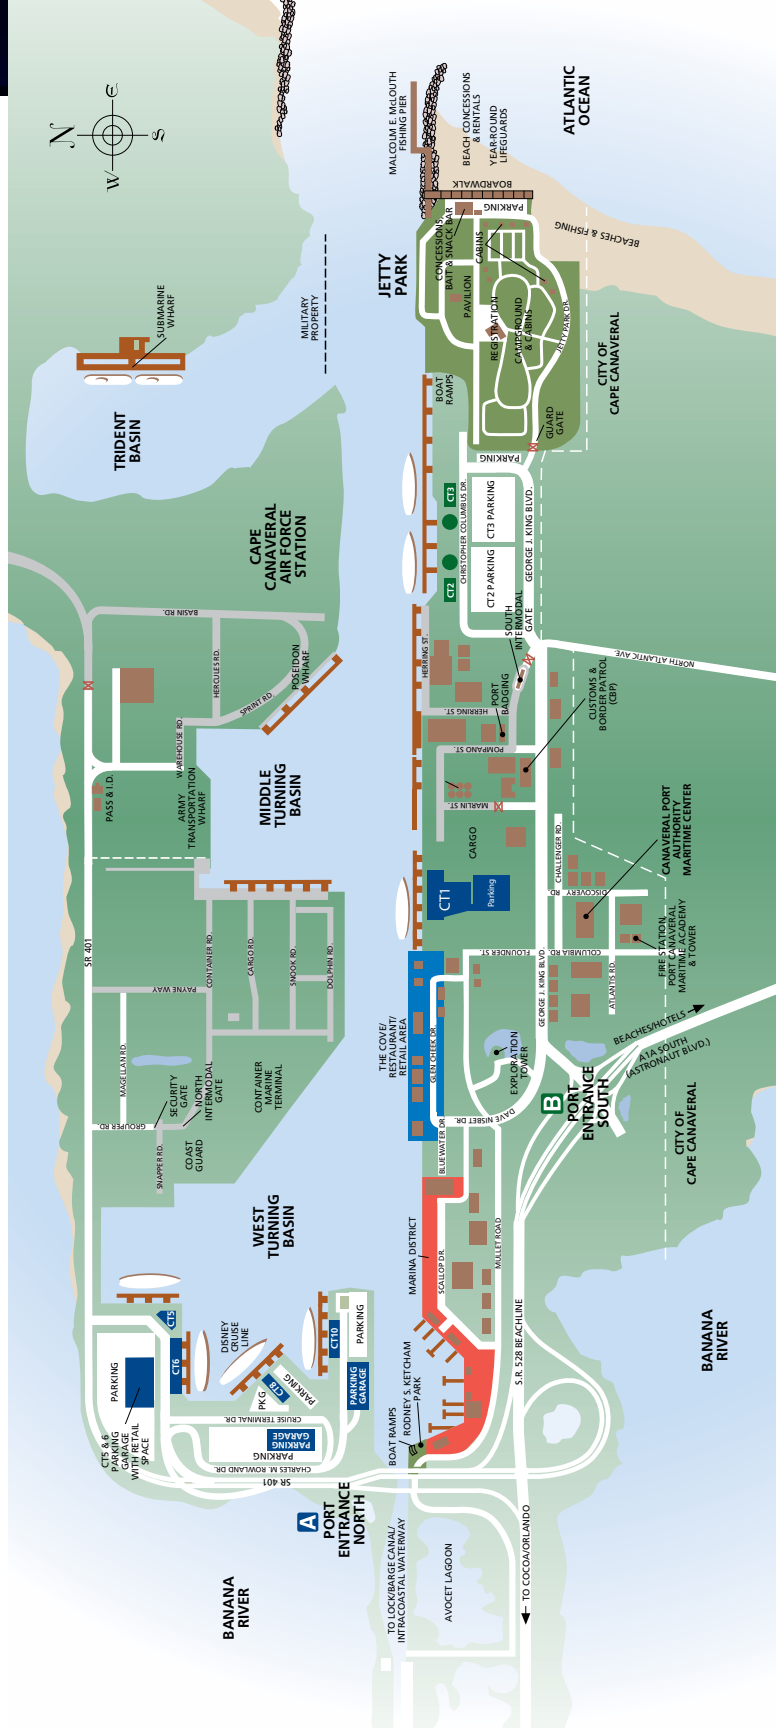 N
W
E
S
BANANA
RIVER
A
PORT
ENTRANCE
NORTH
SR 401
CHARLES M. ROWLAND DR.
PARKING
PARKING
GARAGE
CRUISE TERMINAL DR.
CT5 & 6
PARKING
GARAGE
WITH RETAIL
SPACE
PARKING
CT6
CT5
PKG
CT8
PARKING
DISNEY
CRUISE
LINE
CT10
PARKING
GARAGE
PARKING
WEST
TURNING
BASIN
SNAPPER RD.
COAST
GUARD
GROUPER RD.
SECURITY
GATE
NORTH
INTERMODAL
GATE
MAGELLAN RD.
CONTAINER
MARINE
TERMINAL
PAYNE WAY
SR 401
CONTAINER RD.
CARGO RD.
SNOOK RD.
DOLPHIN RD.
PASS & I.D.
ARMY
TRANSPORTATION
WHARF
WAREHOUSE RD.
MIDDLE
TURNING
BASIN
HERCULES RD.
SPRINT RD.
POSEIDON
WHARF
BASIN RD.
CAPE
CANAVERAL
AIR FORCE
STATION
TRIDENT
BASIN
SUBMARINE
WHARF
MILITARY
PROPERTY
TO LOCK/BARGE CANAL/
INTRACOASTAL WATERWAY
AVOCET LAGOON
TO COCOA/ORLANDO
BOAT RAMPS
RODNEY S. KETCHAM
PARK
MARINA DISTRICT
SCALLOP DR.
MULLET ROAD
S.R. 528 BEACHLINE
BLUEWATER DR.
DAVE NISBET DR.
THE COVE/
RESTAURANT/
RETAIL AREA
GLEN CHEEK DR.
EXPLORATION
TOWER
B
PORT
ENTRANCE
SOUTH
BEACHES/HOTELS
A1A SOUTH
(ASTRONAUT BLVD.)
CITY OF
CAPE CANAVERAL
BANANA
RIVER
FLOUNDER ST.
GEORGE J. KING BLVD.
COLUMBIA RD.
ATLANTIS RD.
DISCOVERY RD.
CHALLENGER RD.
FIRE STATION
PORT CANAVERAL
MARITIME ACADEMY
& TOWER
CANAVERAL PORT
AUTHORITY
MARITIME CENTER
CT1
Parking
CARGO
MARLIN ST.
POMPANO ST.
HERRING ST.
HERRING ST.
PORT
BADGING
SOUTH
INTERMODAL
GATE
CUSTOMS &
BORDER PATROL
(CBP)
NORTH ATLANTIC AVE.
CT2
CT3
CHRISTOPHER COLUMBUS DR.
CT2 PARKING
CT3 PARKING
GEORGE J. KING BLVD.
PARKING
GUARD
GATE
BOAT
RAMPS
CITY OF
CAPE CANAVERAL
JETTY
PARK
PAVILION
REGISTRATION
CAMPGROUND
& CABINS
JETTY PARK DR.
CABINS
CONCESSIONS,
BAIT & SNACK BAR
PARKING
BOARDWALK
BEACHES & FISHING
MALCOLM E. McLOUTH
FISHING PIER
BEACH CONCESSIONS
& RENTALS
YEAR-ROUND
LIFEGUARDS
ATLANTIC
OCEAN